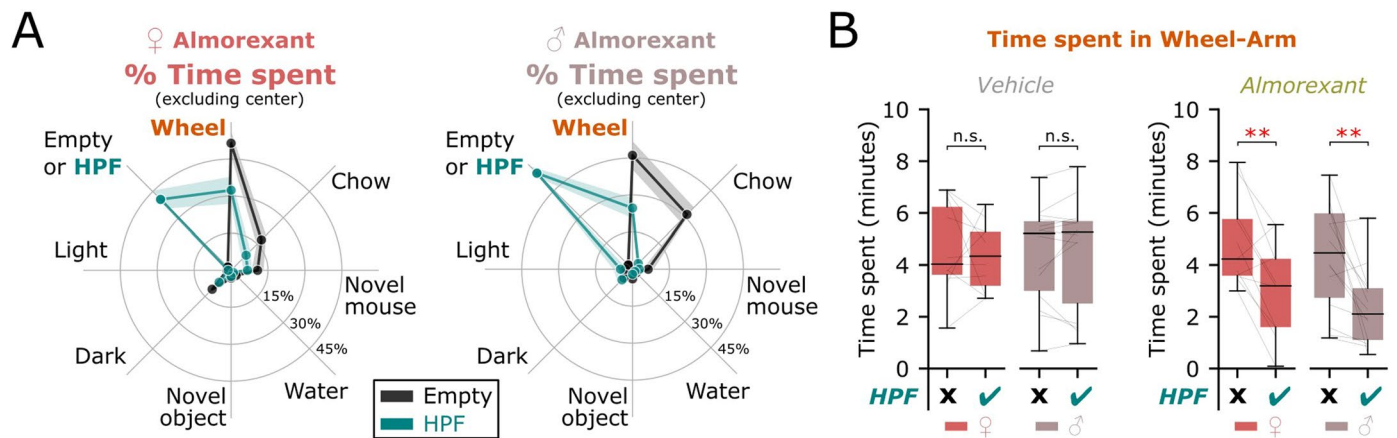 A
♀ Almorexant
% Time spent
(excluding center)
Wheel
Empty
or HPF
Chow
Light
Novel
mouse
15%
30%
45%
Dark
Novel
object
Water
♂ Almorexant
% Time spent
(excluding center)
Wheel
Empty
or HPF
Chow
Light
Novel
mouse
15%
30%
45%
Dark
Novel
object
Water
Empty
HPF
B
Time spent in Wheel-Arm
Vehicle
Time spent (minutes)
10
8
6
4
2
0
n.s.
n.s.
HPF x ✓ x ✓
♀ ♂
Almorexant
Time spent (minutes)
10
8
6
4
2
0
**
**
HPF x ✓ x ✓
♀ ♂